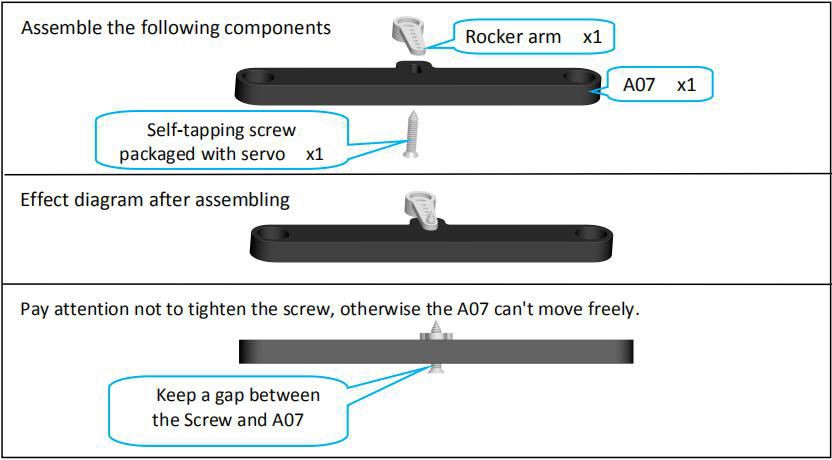 Assemble the following components
Rocker arm x1
A07 x1
Self-tapping screw
packaged with servo x1
Effect diagram after assembling
Pay attention not to tighten the screw, otherwise the A07 can't move freely.
Keep a gap between
the Screw and A07